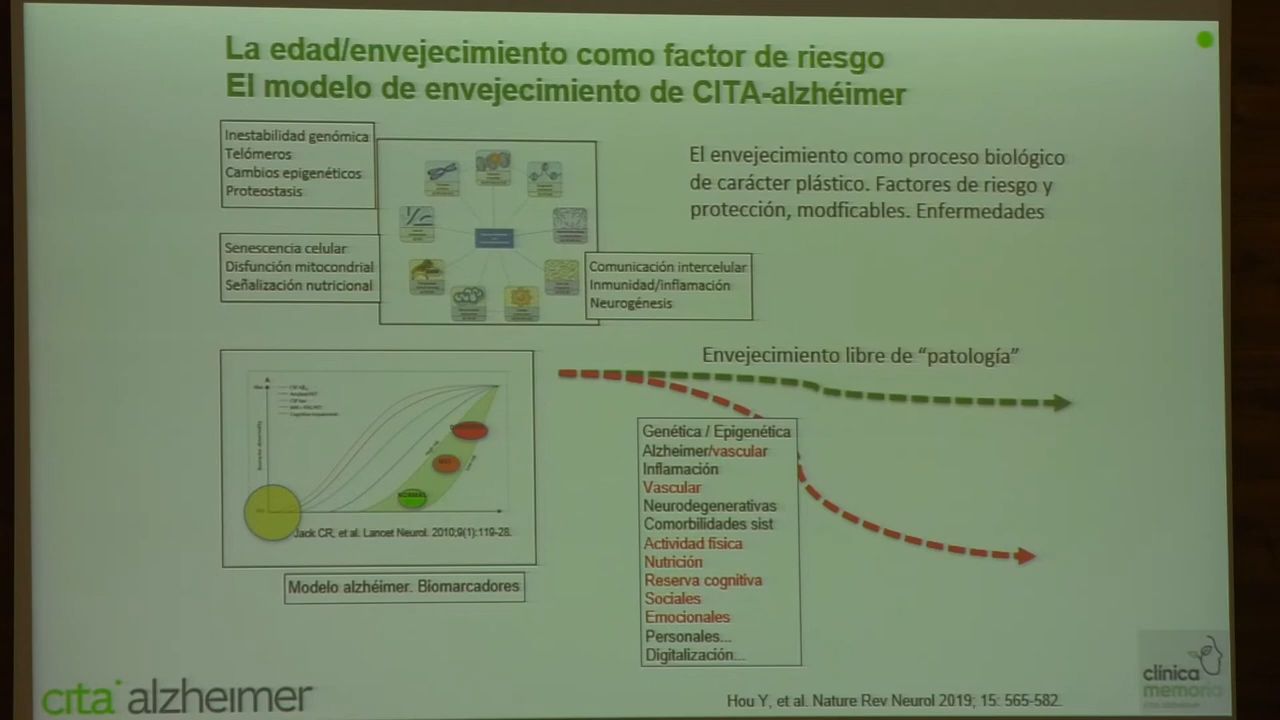 La edad/envejecimiento como factor de riesgo
El modelo de envejecimiento de CITA-alzhéimer
Inestabilidad genómica
Telómeros
Cambios epigenéticos
Proteostasis
El envejecimiento como proceso biológico
de carácter plástico. Factores de riesgo y
protección, modficables. Enfermedades
Senescencia celular
Disfunción mitocondrial
Señalización nutricional
Comunicación intercelular
Inmunidad/inflamación
Neurogénesis
Envejecimiento libre de “patología”
NORMAL
Jack CR, et al. Lancet Neurol. 2010;9(1):119-28.
Modelo alzhéimer. Biomarcadores
Genética / Epigenética
Alzheimer/vascular
Inflamación
Vascular
Neurodegenerativas
Comorbilidades sist
Actividad física
Nutrición
Reserva cognitiva
Sociales
Emocionales
Personales...
Digitalización...
cita alzheimer
Hou Y, et al. Nature Rev Neurol 2019; 15: 565-582.
clínica
memoria
cita alzheimer